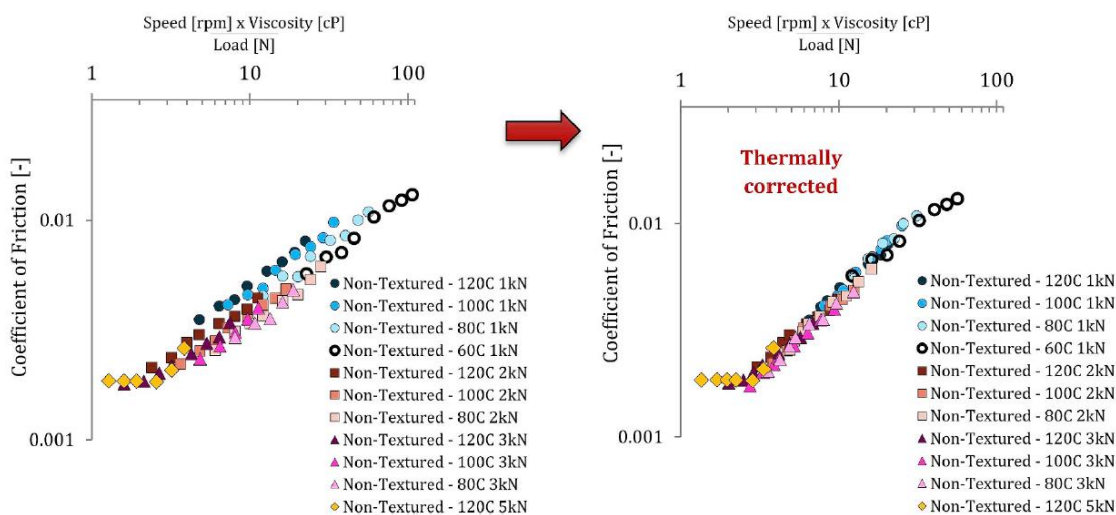 Speed [rpm] x Viscosity [cP]
Load [N]
1 10 100
Coefficient of Friction [-]
0.01
0.001
Non-Textured - 120C 1kN
Non-Textured - 100C 1kN
Non-Textured - 80C 1kN
Non-Textured - 60C 1kN
Non-Textured - 120C 2kN
Non-Textured - 100C 2kN
Non-Textured - 80C 2kN
Non-Textured - 120C 3kN
Non-Textured - 100C 3kN
Non-Textured - 80C 3kN
Non-Textured - 120C 5kN
Speed [rpm] x Viscosity [cP]
Load [N]
1 10 100
Coefficient of Friction [-]
Thermally
corrected
0.01
0.001
Non-Textured - 120C 1kN
Non-Textured - 100C 1kN
Non-Textured - 80C 1kN
Non-Textured - 60C 1kN
Non-Textured - 120C 2kN
Non-Textured - 100C 2kN
Non-Textured - 80C 2kN
Non-Textured - 120C 3kN
Non-Textured - 100C 3kN
Non-Textured - 80C 3kN
Non-Textured - 120C 5kN